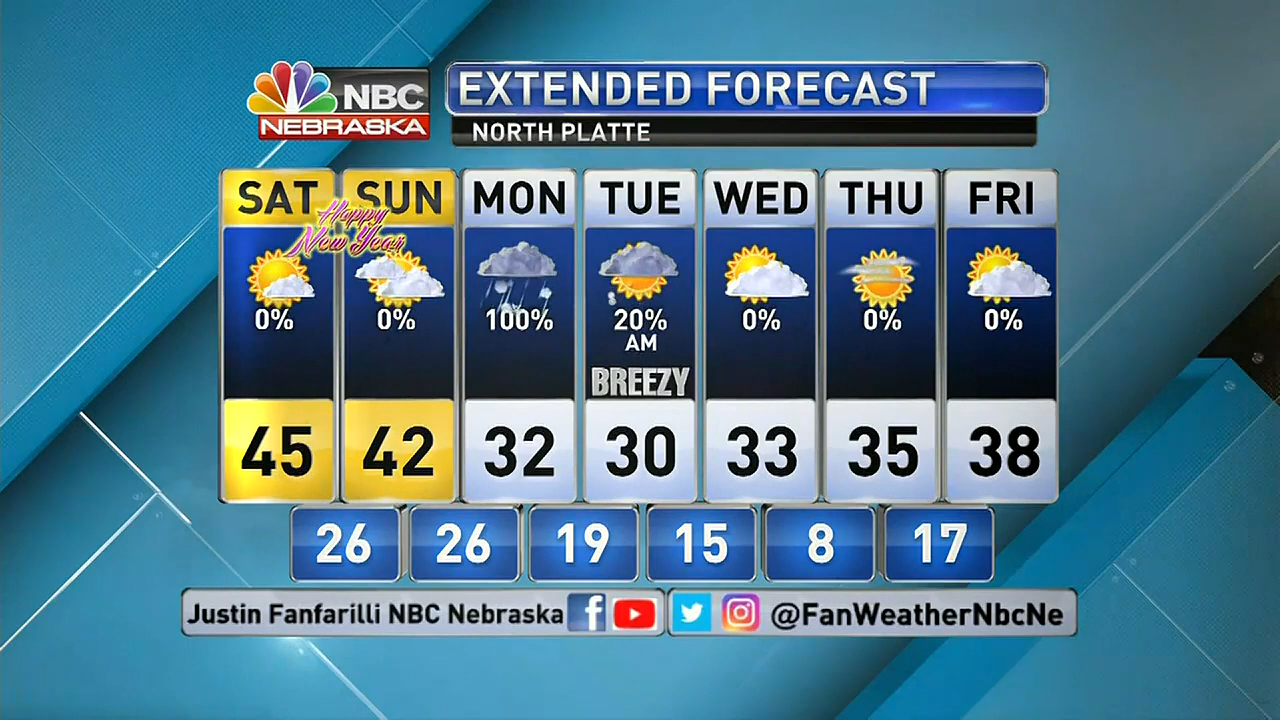 NBC
NEBRASKA
EXTENDED FORECAST
NORTH PLATTE
SAT SUN MON TUE WED THU FRI
Happy
New Year
0% 0% 100% 20% 0% 0% 0%
AM
BREEZY
45 42 32 30 33 35 38
26 26 19 15 8 17
Justin Fanfarilli NBC Nebraska @FanWeatherNbcNe